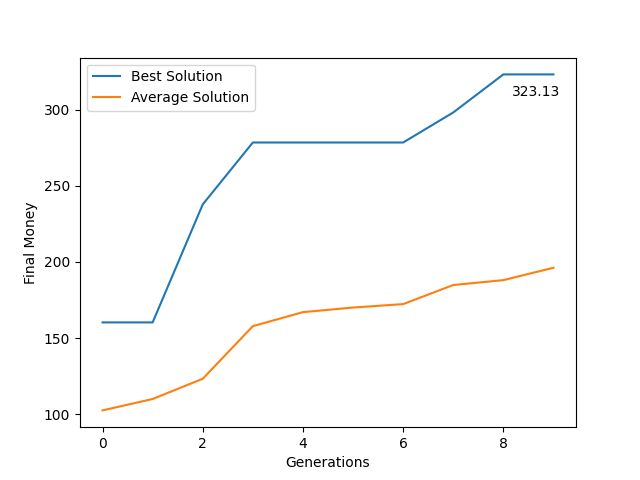 Best Solution
Average Solution
323.13
300
250
200
150
100
Final Money
0 2 4 6 8
Generations